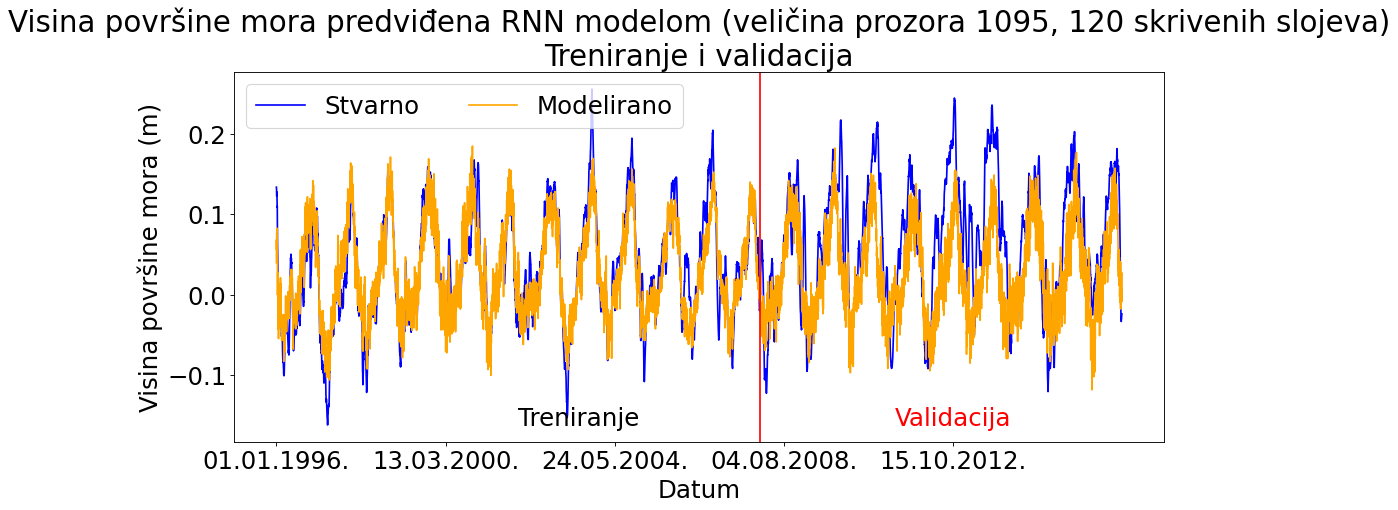 Visina površine mora predviđena RNN modelom (veličina prozora 1095, 120 skrivenih slojeva)
Treniranje i validacija
Stvarno Modelirano
Visina površine mora (m)
0.2
0.1
0.0
−0.1
Treniranje Validacija
01.01.1996. 13.03.2000. 24.05.2004. 04.08.2008. 15.10.2012.
Datum